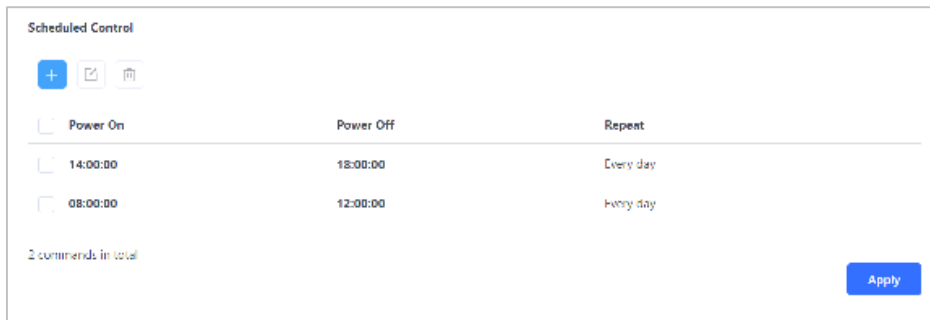 Scheduled Control
Power On Power Off Repeat
14:00:00 18:00:00 Every day
08:00:00 12:00:00 Every day
2 commands in total
Apply